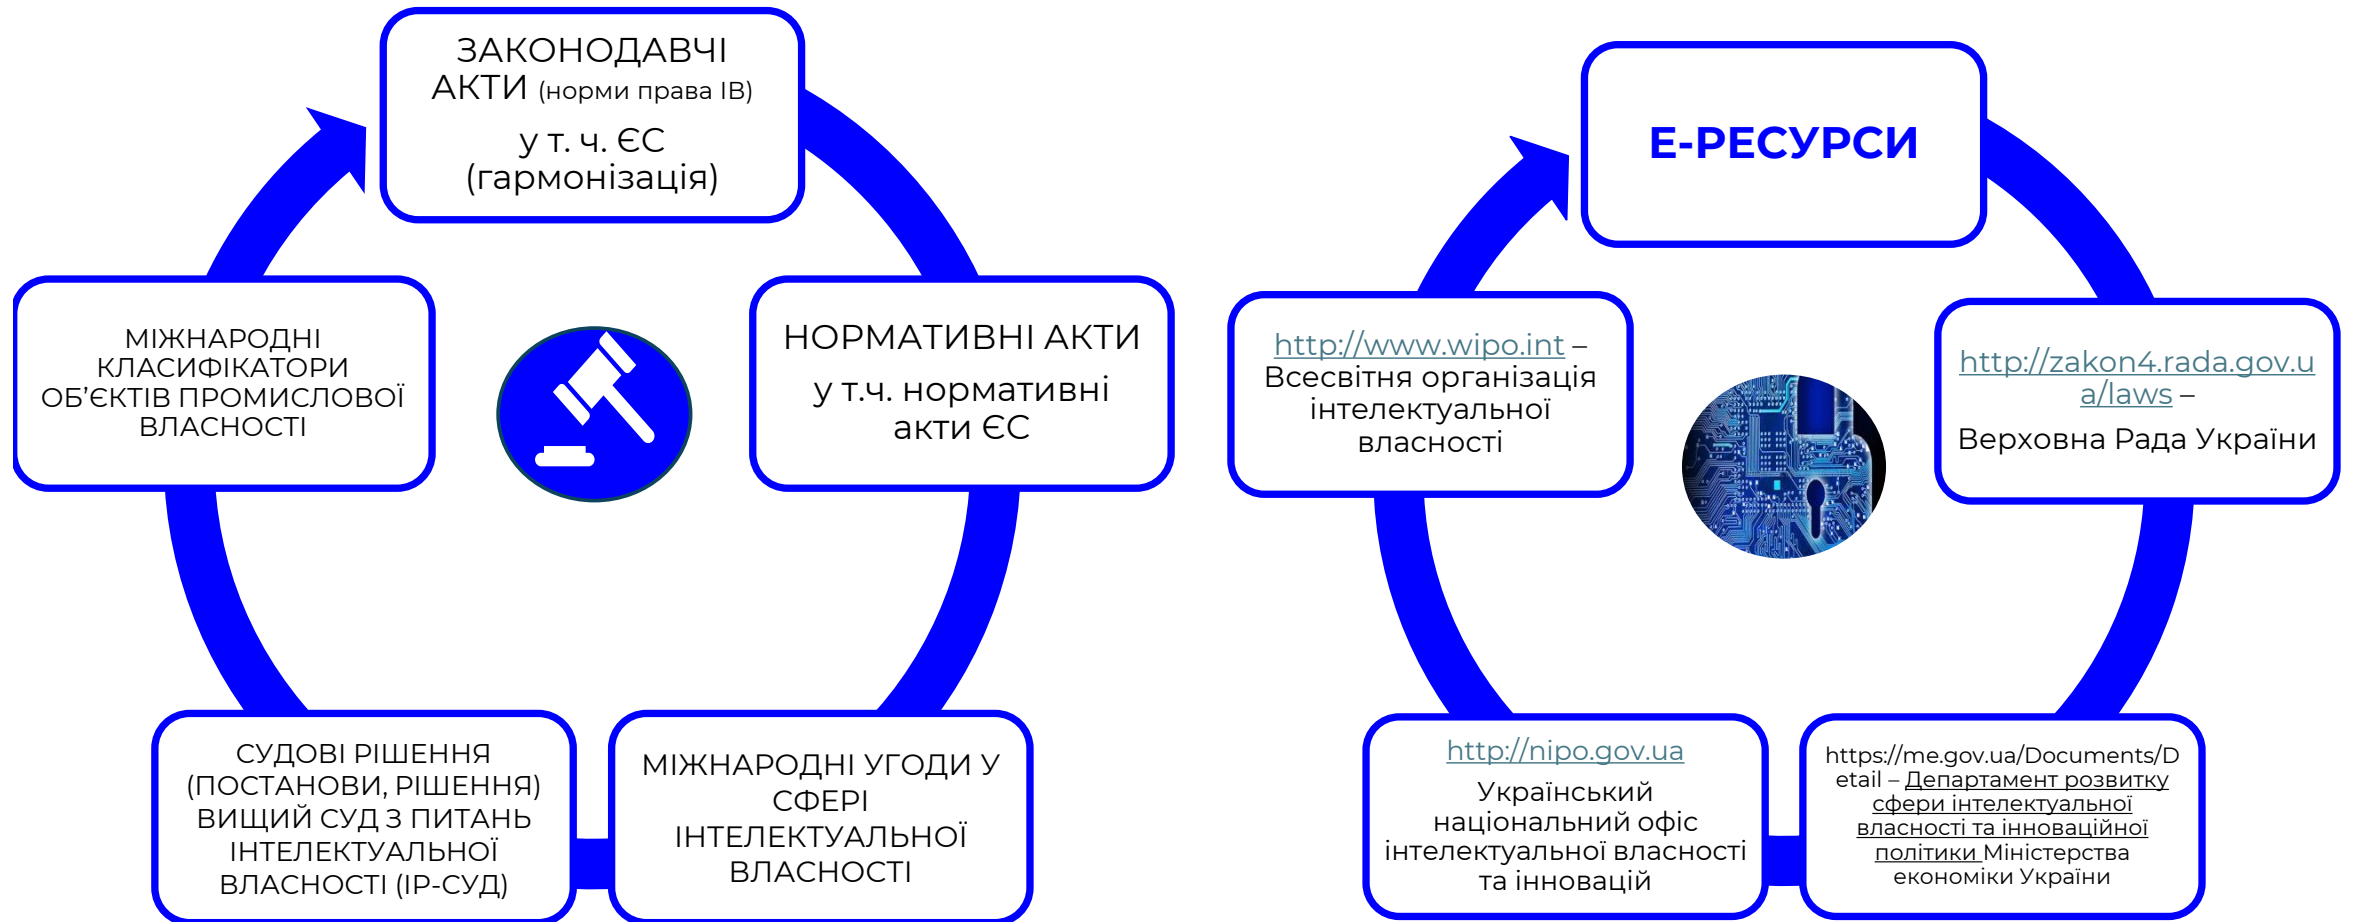 ЗАКОНОДАВЧІ
АКТИ (норми права ІВ)
у т. ч. ЄС
(гармонізація)
НОРМАТИВНІ АКТИ
у т.ч. нормативні
акти ЄС
МІЖНАРОДНІ УГОДИ У
СФЕРІ
ІНТЕЛЕКТУАЛЬНОЇ
ВЛАСНОСТІ
СУДОВІ РІШЕННЯ
(ПОСТАНОВИ, РІШЕННЯ)
ВИЩИЙ СУД З ПИТАНЬ
ІНТЕЛЕКТУАЛЬНОЇ
ВЛАСНОСТІ (ІР-СУД)
МІЖНАРОДНІ
КЛАСИФІКАТОРИ
ОБ’ЄКТІВ ПРОМИСЛОВОЇ
ВЛАСНОСТІ
Е-РЕСУРСИ
http://zakon4.rada.gov.u
a/laws –
Верховна Рада України
https://me.gov.ua/Documents/D
etail – Департамент розвитку
сфери інтелектуальної
власності та інноваційної
політики Міністерства
економіки України
http://nipo.gov.ua
Український
національний офіс
інтелектуальної власності
та інновацій
http://www.wipo.int –
Всесвітня організація
інтелектуальної
власності